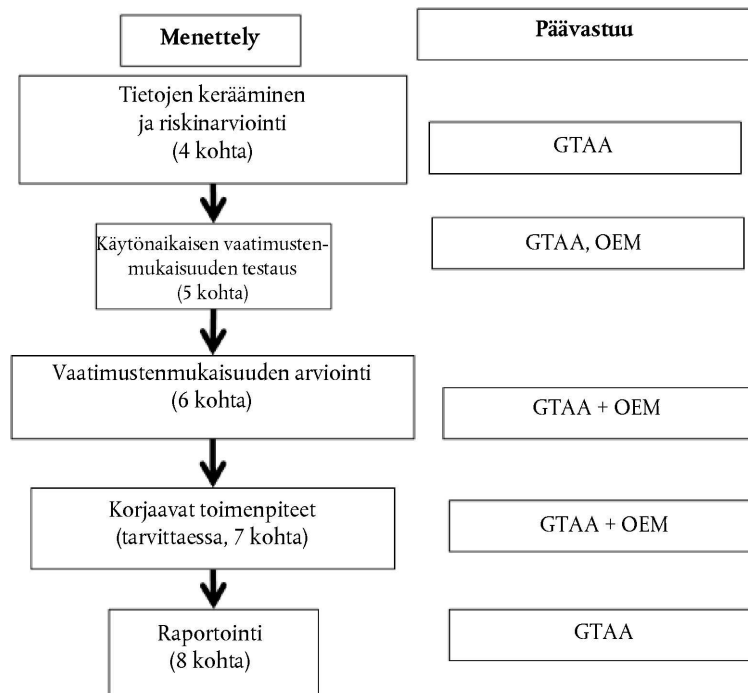 Menettely
Päävastuu
Tietojen kerääminen
ja riskinarviointi
(4 kohta)
GTAA
Käytönaikaisen vaatimusten-
mukaisuuden testaus
(5 kohta)
GTAA, OEM
Vaatimustenmukaisuuden arviointi
(6 kohta)
GTAA + OEM
Korjaavat toimenpiteet
(tarvittaessa, 7 kohta)
GTAA + OEM
Raportointi
(8 kohta)
GTAA